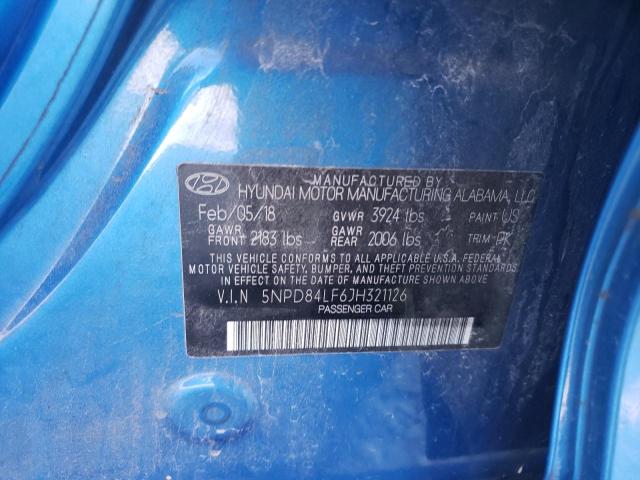 MANUFACTURED BY
HYUNDAI MOTOR MANUFACTURING ALABAMA, LLC
Feb/05/18 GVWR 3924 lbs PAINT US
GAWR FRONT 2183 lbs GAWR REAR 2006 lbs TRIM
THIS VEHICLE CONFORMS TO ALL APPLICABLE U.S. FEDERAL
MOTOR VEHICLE SAFETY, BUMPER, AND THEFT PREVENTION
STANDARDS IN EFFECT ON THE DATE OF MANUFACTURE SHOWN ABOVE
V.I.N 5NPD84LF6JH321126
PASSENGER CAR